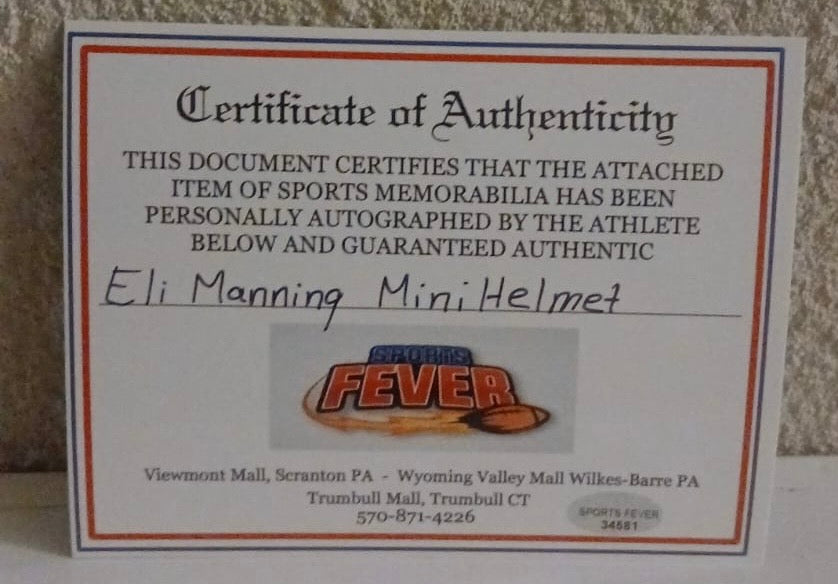 Certificate of Authenticity
THIS DOCUMENT CERTIFIES THAT THE ATTACHED
ITEM OF SPORTS MEMORABILIA HAS BEEN
PERSONALLY AUTOGRAPHED BY THE ATHLETE
BELOW AND GUARANTEED AUTHENTIC
Eli Manning Mini Helmet
SPORTS
FEVER
Viewmont Mall, Scranton PA - Wyoming Valley Mall Wilkes-Barre PA
Trumbull Mall, Trumbull CT
570-871-4226
SPORTS FEVER
34581